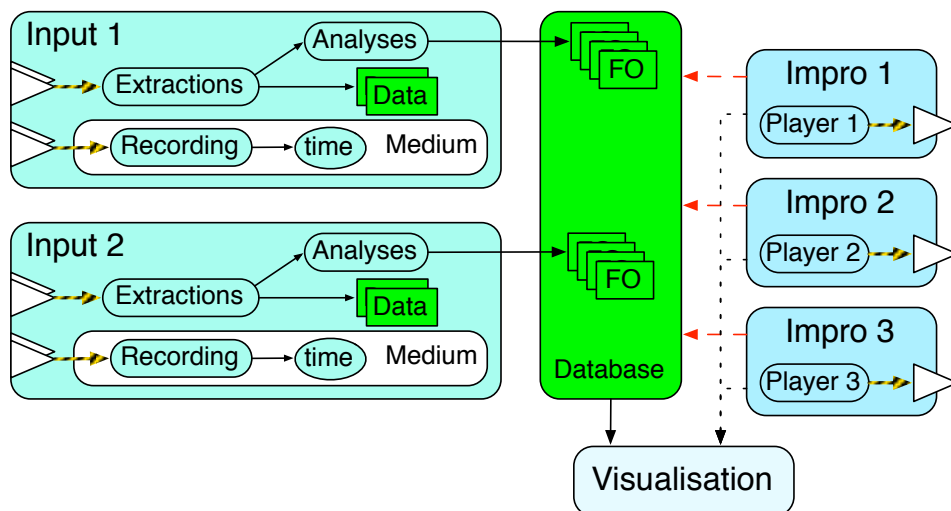 Input 1
Analyses
Extractions
Data
Recording
time
Medium
Input 2
Analyses
Extractions
Data
Recording
time
Medium
FO
FO
Database
Impro 1
Player 1
Impro 2
Player 2
Impro 3
Player 3
Visualisation